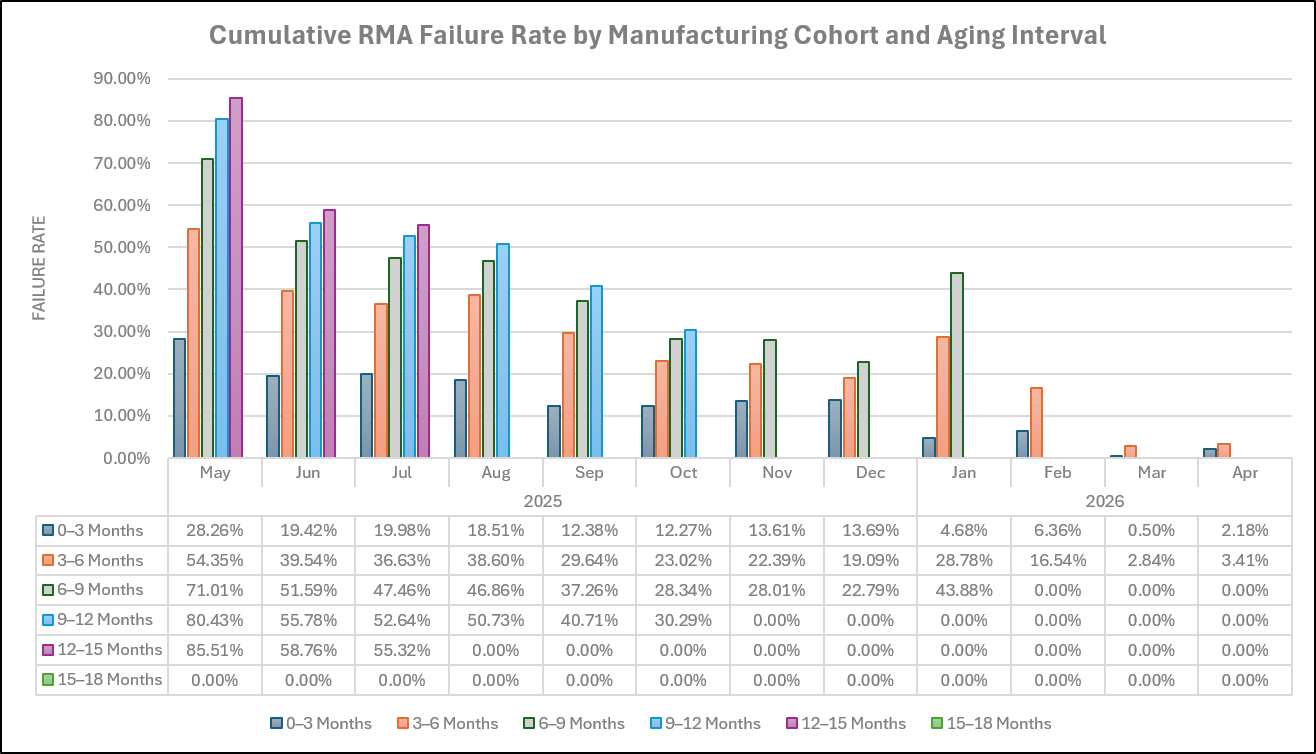 Cumulative RMA Failure Rate by Manufacturing Cohort and Aging Interval
90.00%
80.00%
70.00%
60.00%
50.00%
40.00%
30.00%
20.00%
10.00%
0.00%
FAILURE RATE
May Jun Jul Aug Sep Oct Nov Dec Jan Feb Mar Apr
2025 2026
0–3 Months 28.26% 19.42% 19.98% 18.51% 12.38% 12.27% 13.61% 13.69% 4.68% 6.36% 0.50% 2.18%
3–6 Months 54.35% 39.54% 36.63% 38.60% 29.64% 23.02% 22.39% 19.09% 28.78% 16.54% 2.84% 3.41%
6–9 Months 71.01% 51.59% 47.46% 46.86% 37.26% 28.34% 28.01% 22.79% 43.88% 0.00% 0.00% 0.00%
9–12 Months 80.43% 55.78% 52.64% 50.73% 40.71% 30.29% 0.00% 0.00% 0.00% 0.00% 0.00% 0.00%
12–15 Months 85.51% 58.76% 55.32% 0.00% 0.00% 0.00% 0.00% 0.00% 0.00% 0.00% 0.00% 0.00%
15–18 Months 0.00% 0.00% 0.00% 0.00% 0.00% 0.00% 0.00% 0.00% 0.00% 0.00% 0.00% 0.00%
0–3 Months 3–6 Months 6–9 Months 9–12 Months 12–15 Months 15–18 Months